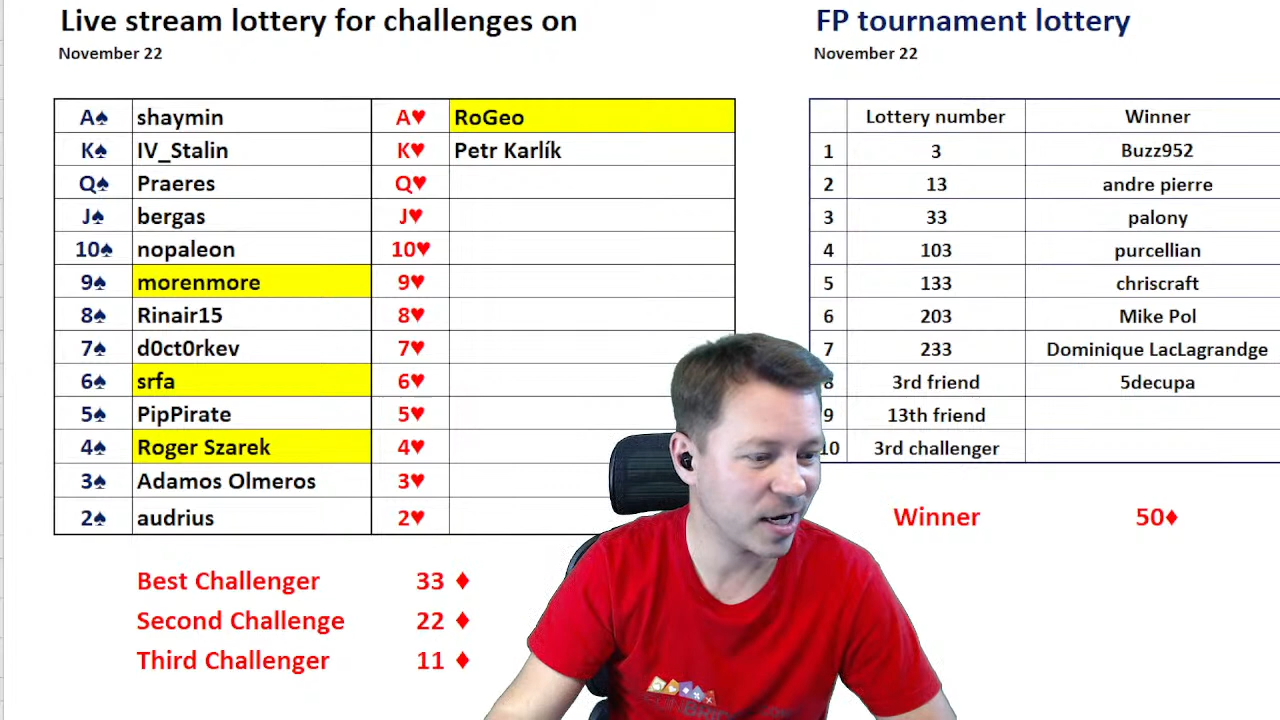 Live stream lottery for challenges on
November 22
A♠ shaymin A♥ RoGeo
K♠ IV_Stalin K♥ Petr Karlík
Q♠ Praeres Q♥
J♠ bergas J♥
10♠ nopaleon 10♥
9♠ morenmore 9♥
8♠ Rinair15 8♥
7♠ d0ct0rkev 7♥
6♠ srfa 6♥
5♠ PipPirate 5♥
4♠ Roger Szarek 4♥
3♠ Adamos Olmeros 3♥
2♠ audrius 2♥
Best Challenger 33 ♦
Second Challenge 22 ♦
Third Challenger 11 ♦
FP tournament lottery
November 22
Lottery number Winner
1 3 Buzz952
2 13 andre pierre
3 33 palony
4 103 purcellian
5 133 chriscraft
6 203 Mike Pol
7 233 Dominique LacLagrandge
8 3rd friend 5decupa
9 13th friend
10 3rd challenger
Winner 50♦